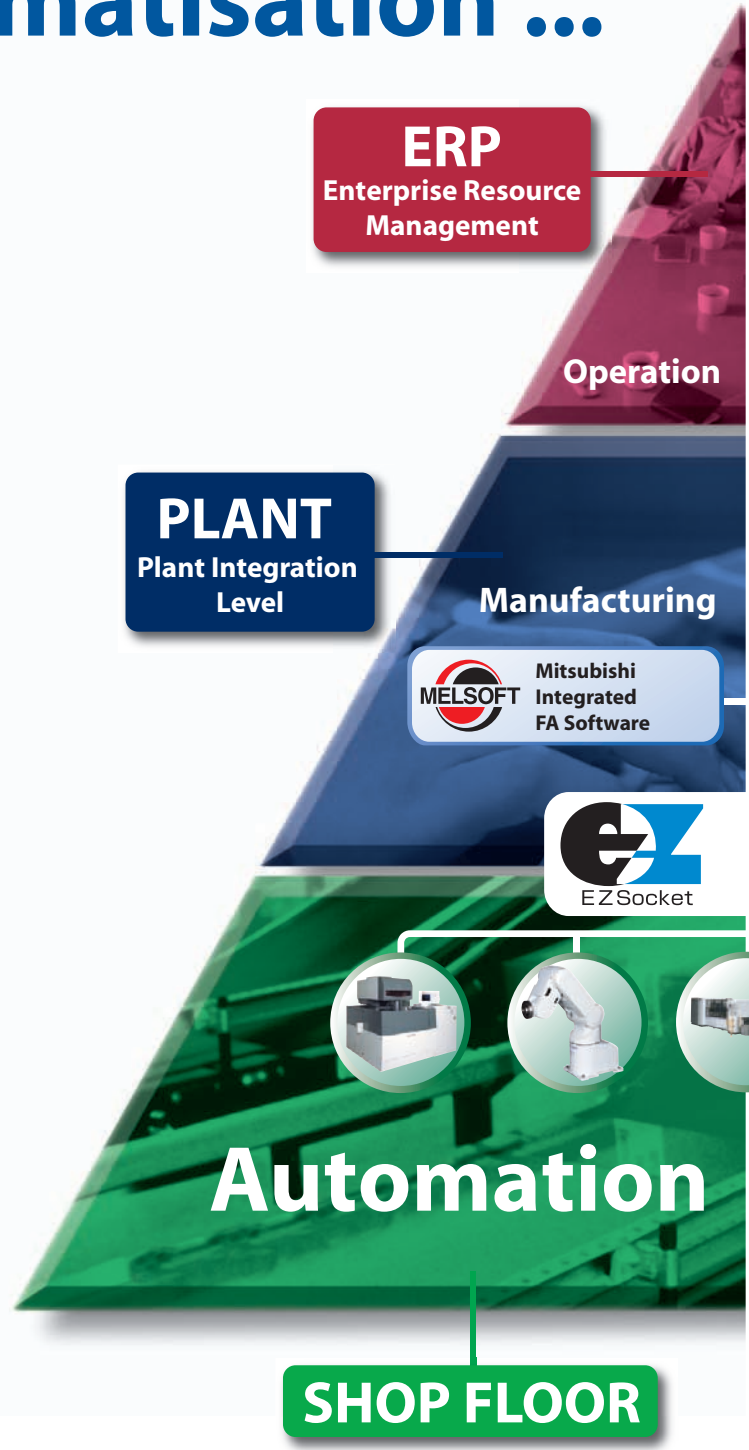 matisation ...
ERP
Enterprise Resource
Management
Operation
PLANT
Plant Integration
Level
Manufacturing
MELSOFT
Mitsubishi
Integrated
FA Software
eZ
EZSocket
Automation
SHOP FLOOR